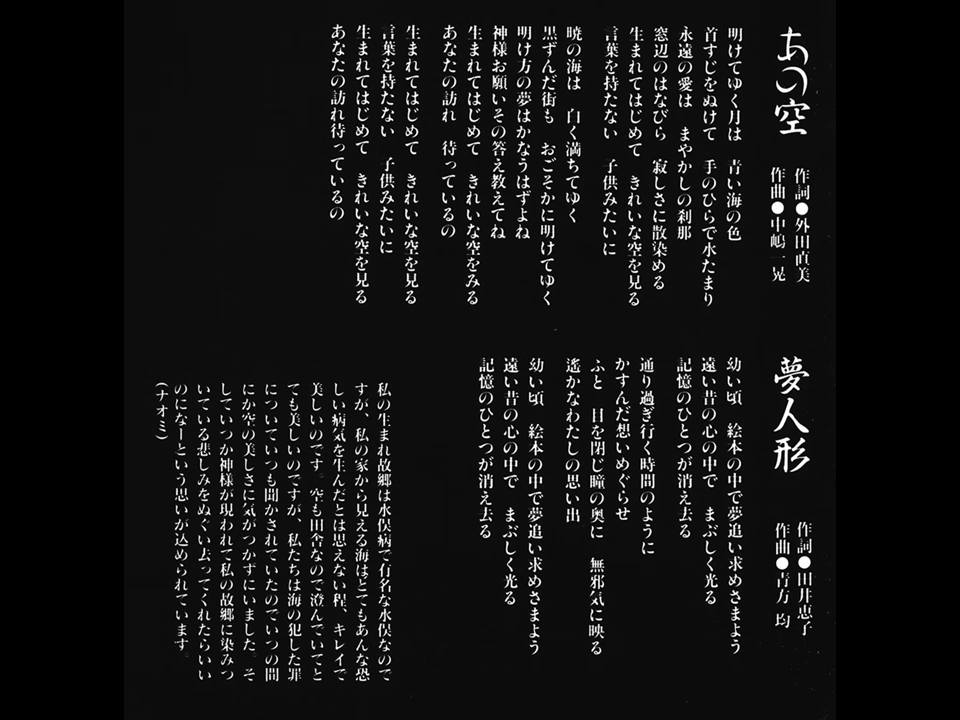 あの空
作詞●外田直美
作曲●中嶋一晃
明けてゆく月は　青い海の色
首すじをぬけて　手のひらで水たまり
永遠の愛は　まやかしの刹那
窓辺のはなびら　寂しさに散染める
生まれてはじめて　きれいな空を見る
言葉を持たない　子供みたいに
暁の海は　白く満ちてゆく
黒ずんだ街も　おごそかに明けてゆく
明け方の夢はかなうはずよね
神様お願いその答え教えてね
生まれてはじめて　きれいな空をみる
あなたの訪れ　待っているの
生まれてはじめて　きれいな空を見る
言葉を持たない　子供みたいに
生まれてはじめて　きれいな空を見る
あなたの訪れ待っているの
夢人形
作詞●田井恵子
作曲●青方　均
幼い頃　絵本の中で夢追い求めさまよう
遠い昔の心の中で　まぶしく光る
記憶のひとつが消え去る
通り過ぎ行く時間のように
かすんだ想いめぐらせ
ふと　目を閉じ瞳の奥に　無邪気に映る
遙かなわたしの思い出
幼い頃　絵本の中で夢追い求めさまよう
遠い昔の心の中で　まぶしく光る
記憶のひとつが消え去る
私の生まれ故郷は水俣病で有名な水俣なので
すが、私の家から見える海はとてもあんな恐
しい病気を生んだとは思えない程、キレイで
美しいのです。空も田舎なので澄んでいてと
ても美しいのですが、私たちは海の犯した罪
についていつも聞かされていたのでいつの間
にか空の美しさに気がつかずにいました。そ
していつか神様が現われて私の故郷に染みつ
いている悲しみをぬぐい去ってくれたらいい
のになーという思いが込められています。
(ナオミ)